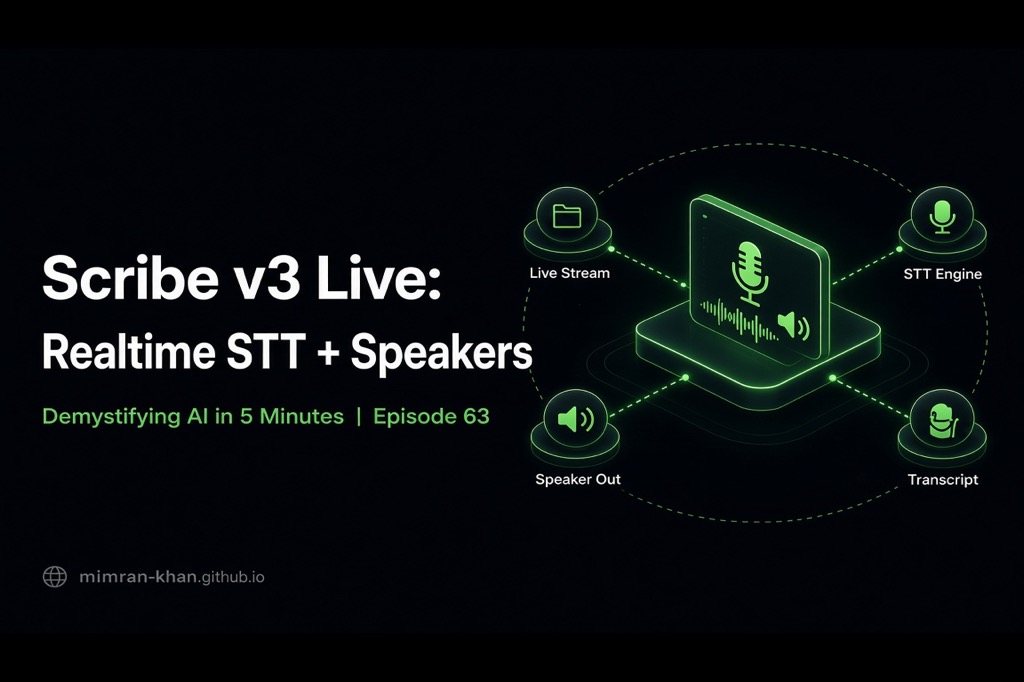 Scribe v3 Live:
Realtime STT + Speakers
Demystifying AI in 5 Minutes | Episode 63
mimran-khan.github.io
Live Stream
STT Engine
Speaker Out
Transcript